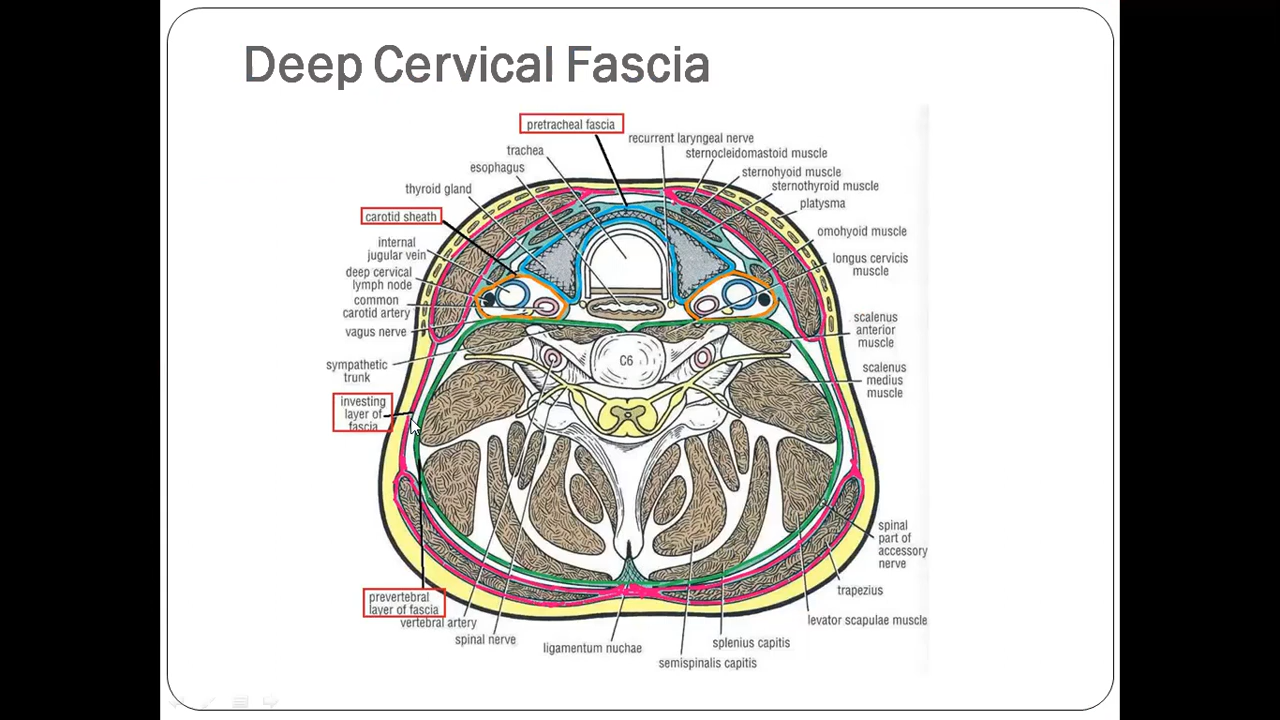 Deep Cervical Fascia
pretracheal fascia
recurrent laryngeal nerve
trachea
sternocleidomastoid muscle
esophagus
sternohyoid muscle
thyroid gland
sternothyroid muscle
platysma
carotid sheath
omohyoid muscle
internal
jugular vein
longus cervicis
muscle
deep cervical
lymph node
common
carotid artery
vagus nerve
scalenus
anterior
muscle
sympathetic
trunk
C6
scalenus
medius
muscle
investing
layer of
fascia
spinal
part of
accessory
nerve
prevertebral
layer of fascia
trapezius
vertebral artery
levator scapulae muscle
spinal nerve
ligamentum nuchae
splenius capitis
semispinalis capitis